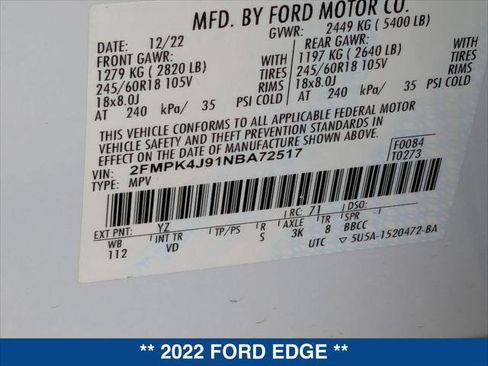 MFD. BY FORD MOTOR CO.
DATE: 12/22
GVWR: 2449 KG ( 5400 LB)
FRONT GAWR: REAR GAWR:
1279 KG ( 2820 LB) WITH 1197 KG ( 2640 LB) WITH
245/60R18 105V TIRES 245/60R18 105V TIRES
18x8.0J RIMS 18x8.0J RIMS
AT 240 kPa/ 35 PSI COLD AT 240 kPa/ 35 PSI COLD
THIS VEHICLE CONFORMS TO ALL APPLICABLE FEDERAL MOTOR
VEHICLE SAFETY AND THEFT PREVENTION STANDARDS IN
EFFECT ON THE DATE OF MANUFACTURE SHOWN ABOVE.
VIN: 2FMPK4J91NBA72517
TYPE: MPV
F0084
T0273
EXT PNT: YZ RC: 71 DSO:
WB INT TR TP/PS R AXLE TR SPR
112 VD S 3K 8 BBCC
UTC 5U5A-1520472-BA
** 2022 FORD EDGE **